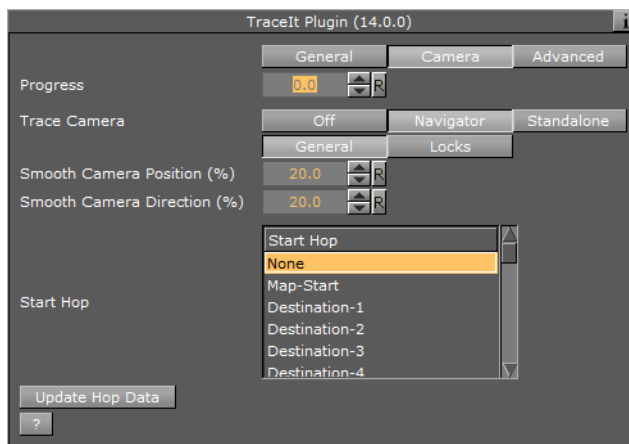 TraceIt Plugin (14.0.0)
i
General Camera Advanced
Progress 0.0 R
Trace Camera Off Navigator Standalone
General Locks
Smooth Camera Position (%) 20.0 R
Smooth Camera Direction (%) 20.0 R
Start Hop
None
Map-Start
Start Hop
Destination-1
Destination-2
Destination-3
Destination-4
Update Hop Data
?